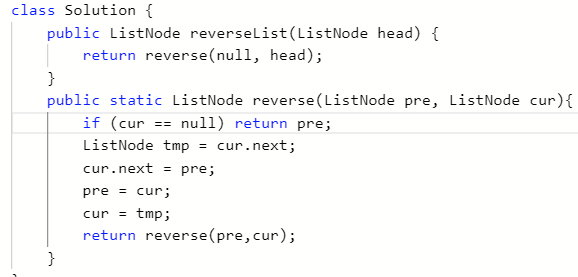 class Solution {
    public ListNode reverseList(ListNode head) {
        return reverse(null, head);
    }
    public static ListNode reverse(ListNode pre, ListNode cur){
        if (cur == null) return pre;
        ListNode tmp = cur.next;
        cur.next = pre;
        pre = cur;
        cur = tmp;
        return reverse(pre,cur);
    }